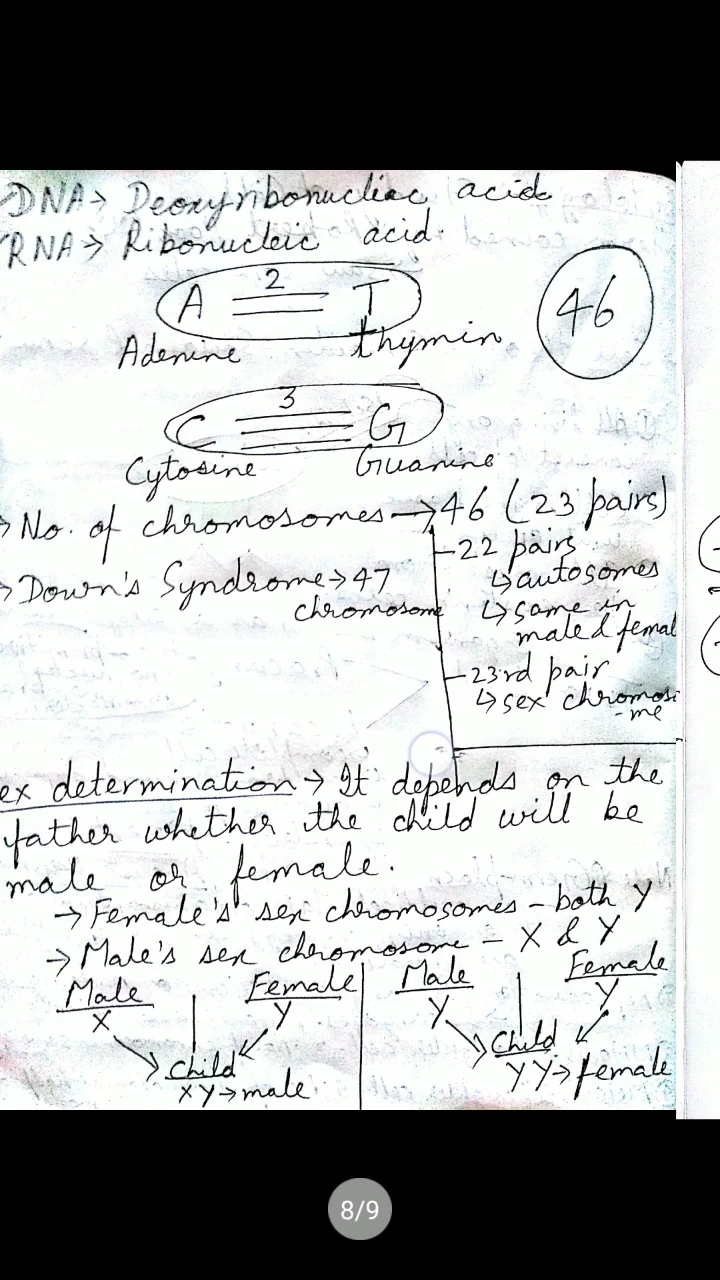 DNA→ Deoxyribonucliec acid
RNA→ Ribonucleic acid.
2
A = T
Adenine thymin
46
3
C ≡ G
Cytosine Guanine
→ No. of chromosomes → 46 (23 pairs)
22 pairs
→ Down's Syndrome → 47
↳ autosomes
chromosome
↳ same in
male & femal
23rd pair
↳ sex chromoso
-me
ex determination → It depends on the
father whether the child will be
male or female.
→ Female's sex chromosomes - both Y
→ Male's sex chromosome - X & Y
Male Female Male Female
X Y Y Y
Child Child
XY → male YY → female
8/9